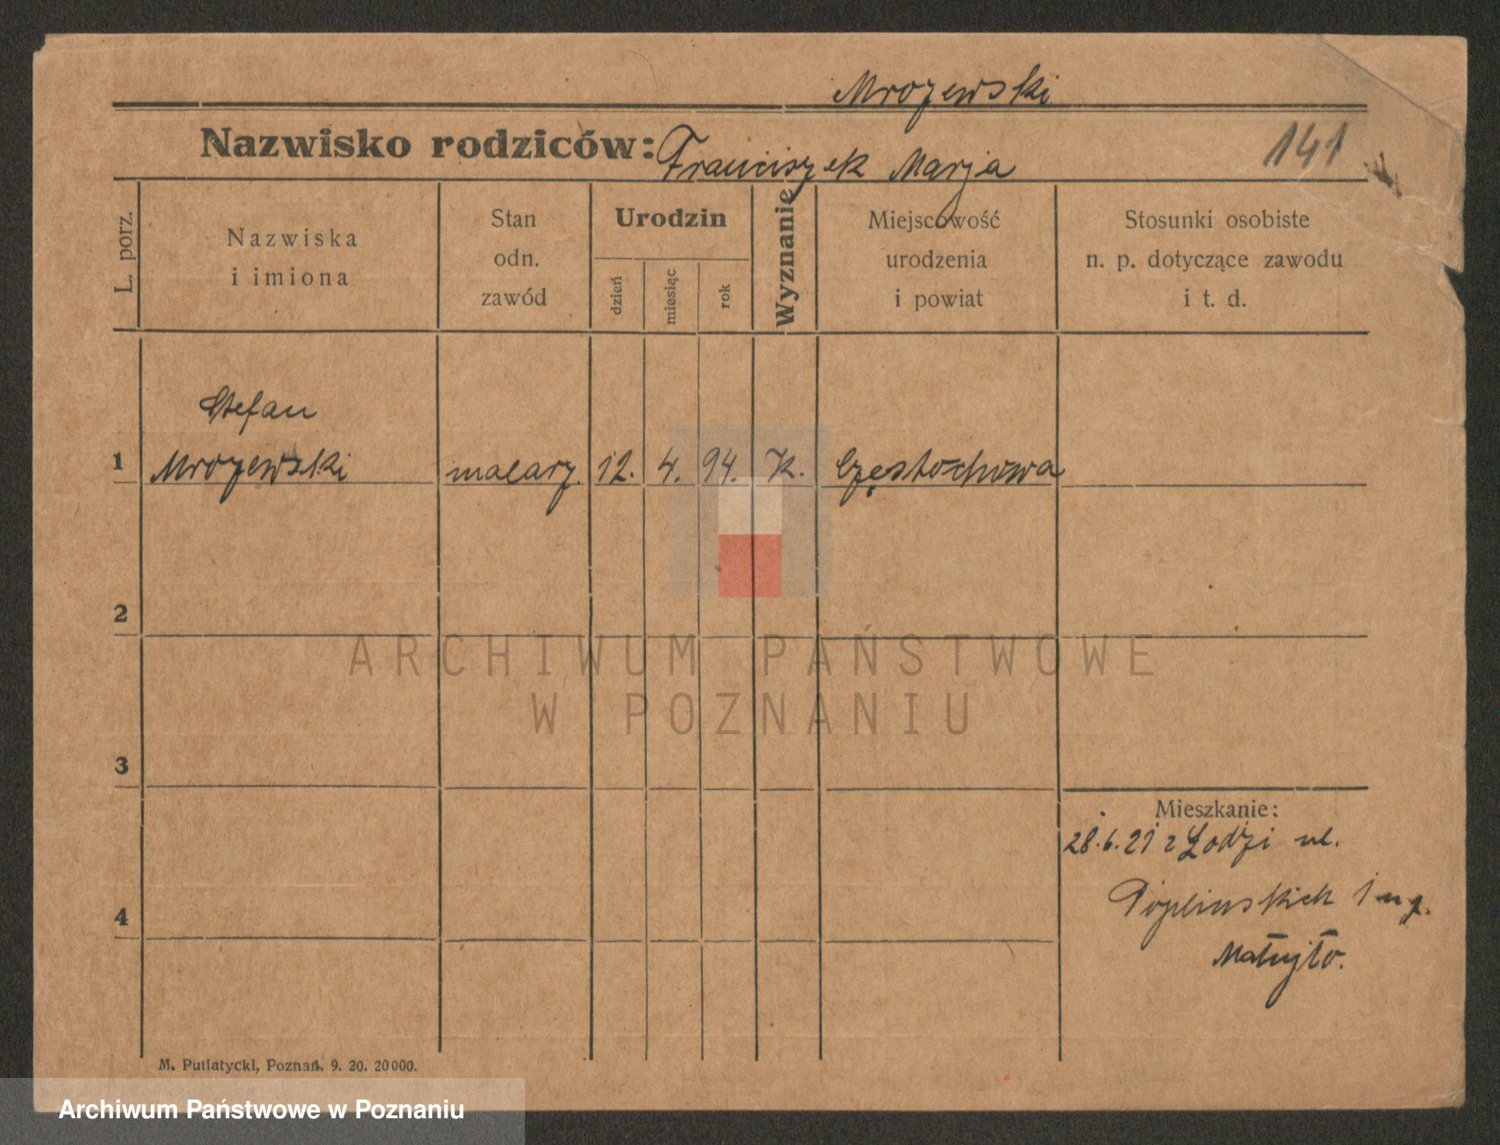 Mrozewski
Nazwisko rodziców: Franciszek Marja
141
L. porz.
Nazwiska
i imiona
Stan
odn.
zawód
Urodzin
dzień
miesiąc
rok
Wyznanie
Miejscowość
urodzenia
i powiat
Stosunki osobiste
n. p. dotyczące zawodu
i t. d.
Stefan
1 Mrozewski malarz. 12. 4. 94. K. Częstochowa
2
3
4
Mieszkanie:
28.6.21 z Łodzi ul.
1 u p.
M. Putiatycki, Poznań. 9. 20. 20000.
ARCHIWUM PAŃSTWOWE
W POZNANIU
Archiwum Państwowe w Poznaniu